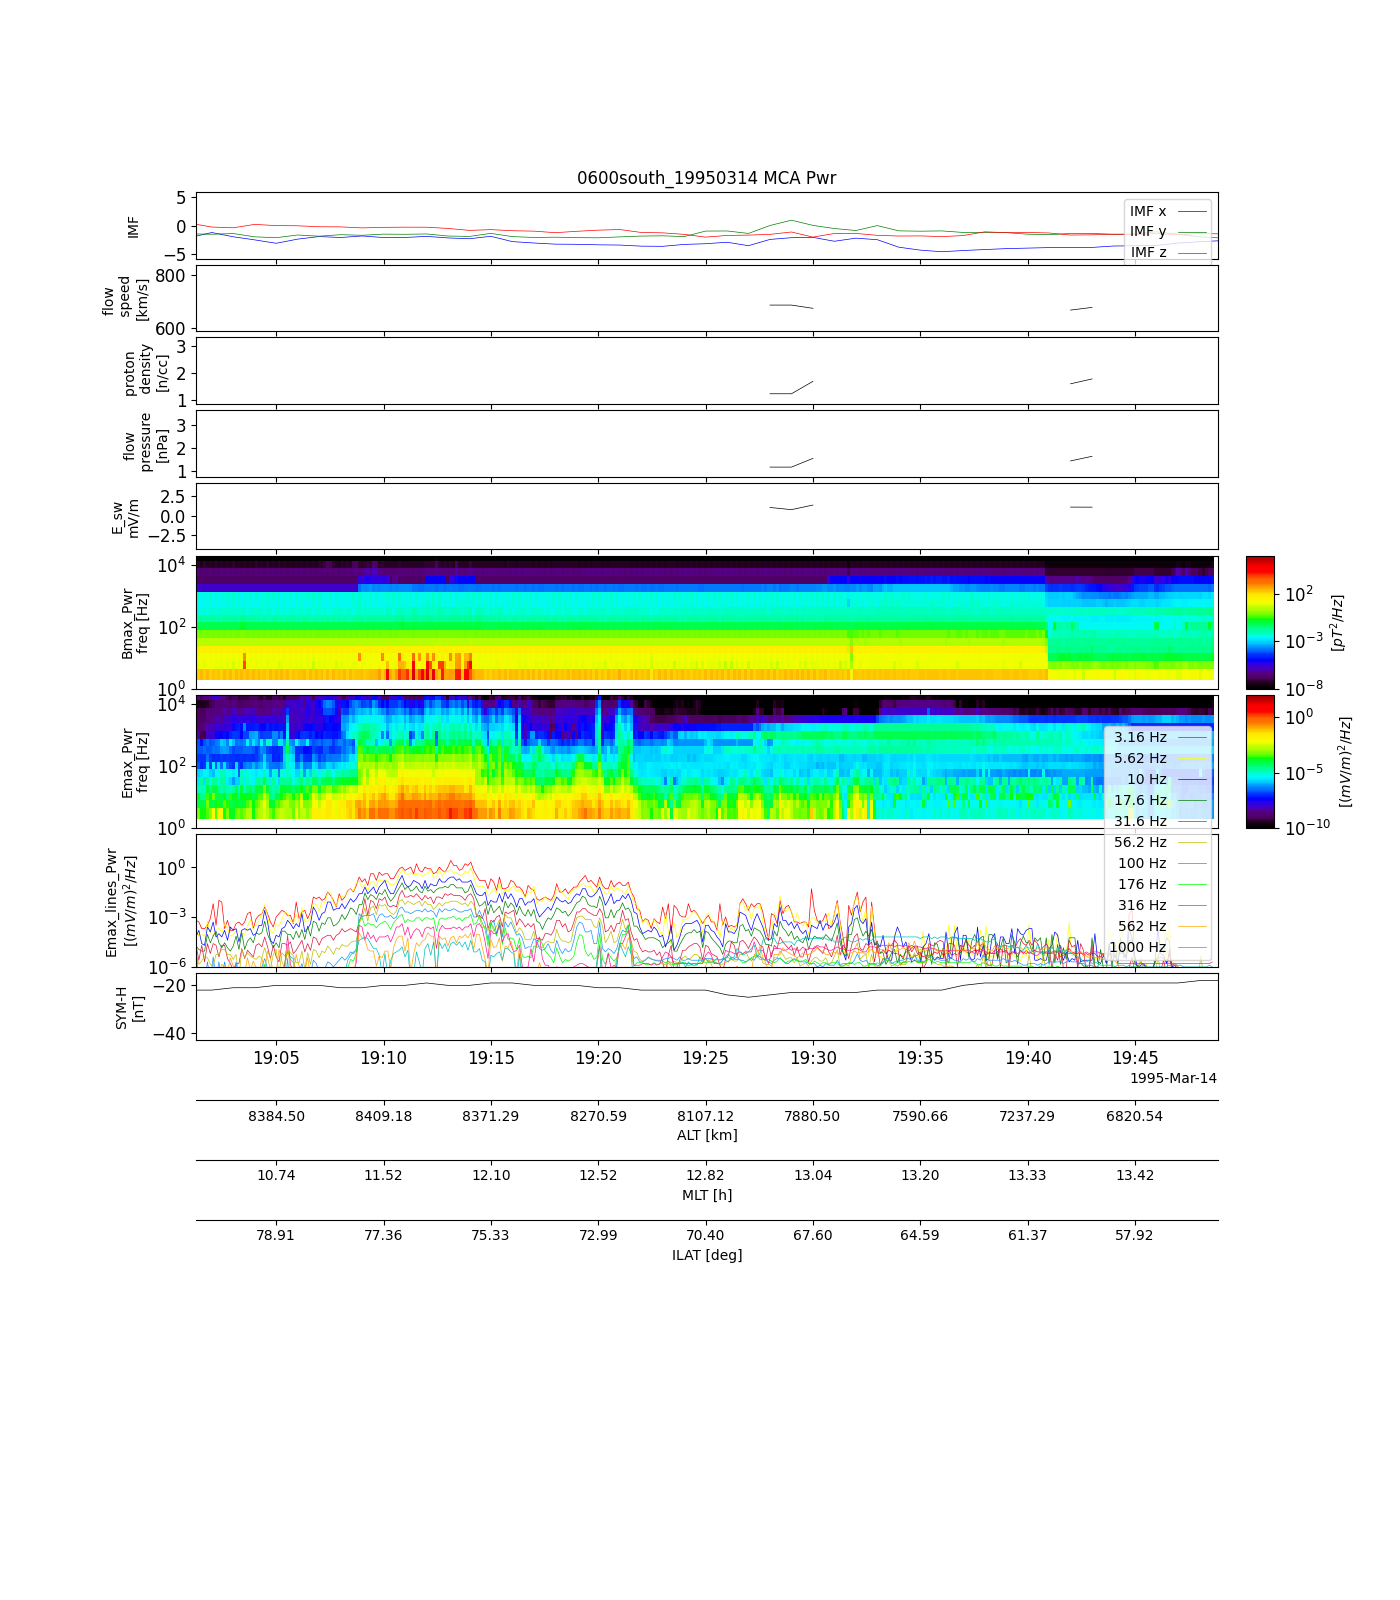 0600south_19950314 MCA Pwr
IMF
5
0
−5
IMF x
IMF y
IMF z
flow
speed
[km/s]
800
600
proton
density
[n/cc]
3
2
1
flow
pressure
[nPa]
3
2
1
E_sw
mV/m
2.5
0.0
−2.5
Bmax_Pwr
freq [Hz]
10^4
10^2
10^0
10^2
10^−3
10^−8
[pT^2/Hz]
Emax_Pwr
freq [Hz]
10^4
10^2
10^0
10^0
10^−5
10^−10
[(mV/m)^2/Hz]
3.16 Hz
5.62 Hz
10 Hz
17.6 Hz
31.6 Hz
56.2 Hz
100 Hz
176 Hz
316 Hz
562 Hz
1000 Hz
Emax_lines_Pwr
[(mV/m)^2/Hz]
10^0
10^−3
10^−6
SYM-H
[nT]
−20
−40
19:05 19:10 19:15 19:20 19:25 19:30 19:35 19:40 19:45
1995-Mar-14
8384.50 8409.18 8371.29 8270.59 8107.12 7880.50 7590.66 7237.29 6820.54
ALT [km]
10.74 11.52 12.10 12.52 12.82 13.04 13.20 13.33 13.42
MLT [h]
78.91 77.36 75.33 72.99 70.40 67.60 64.59 61.37 57.92
ILAT [deg]